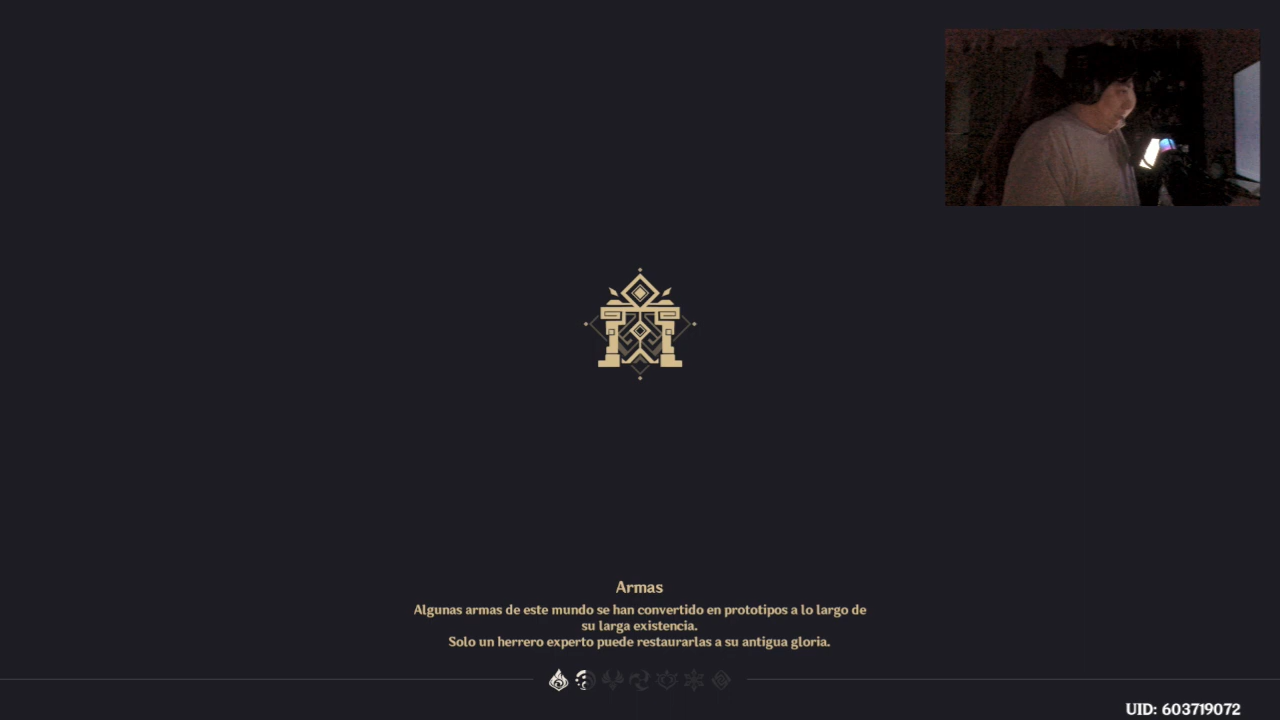 Armas
Algunas armas de este mundo se han convertido en prototipos a lo largo de
su larga existencia.
Solo un herrero experto puede restaurarlas a su antigua gloria.
UID: 603719072